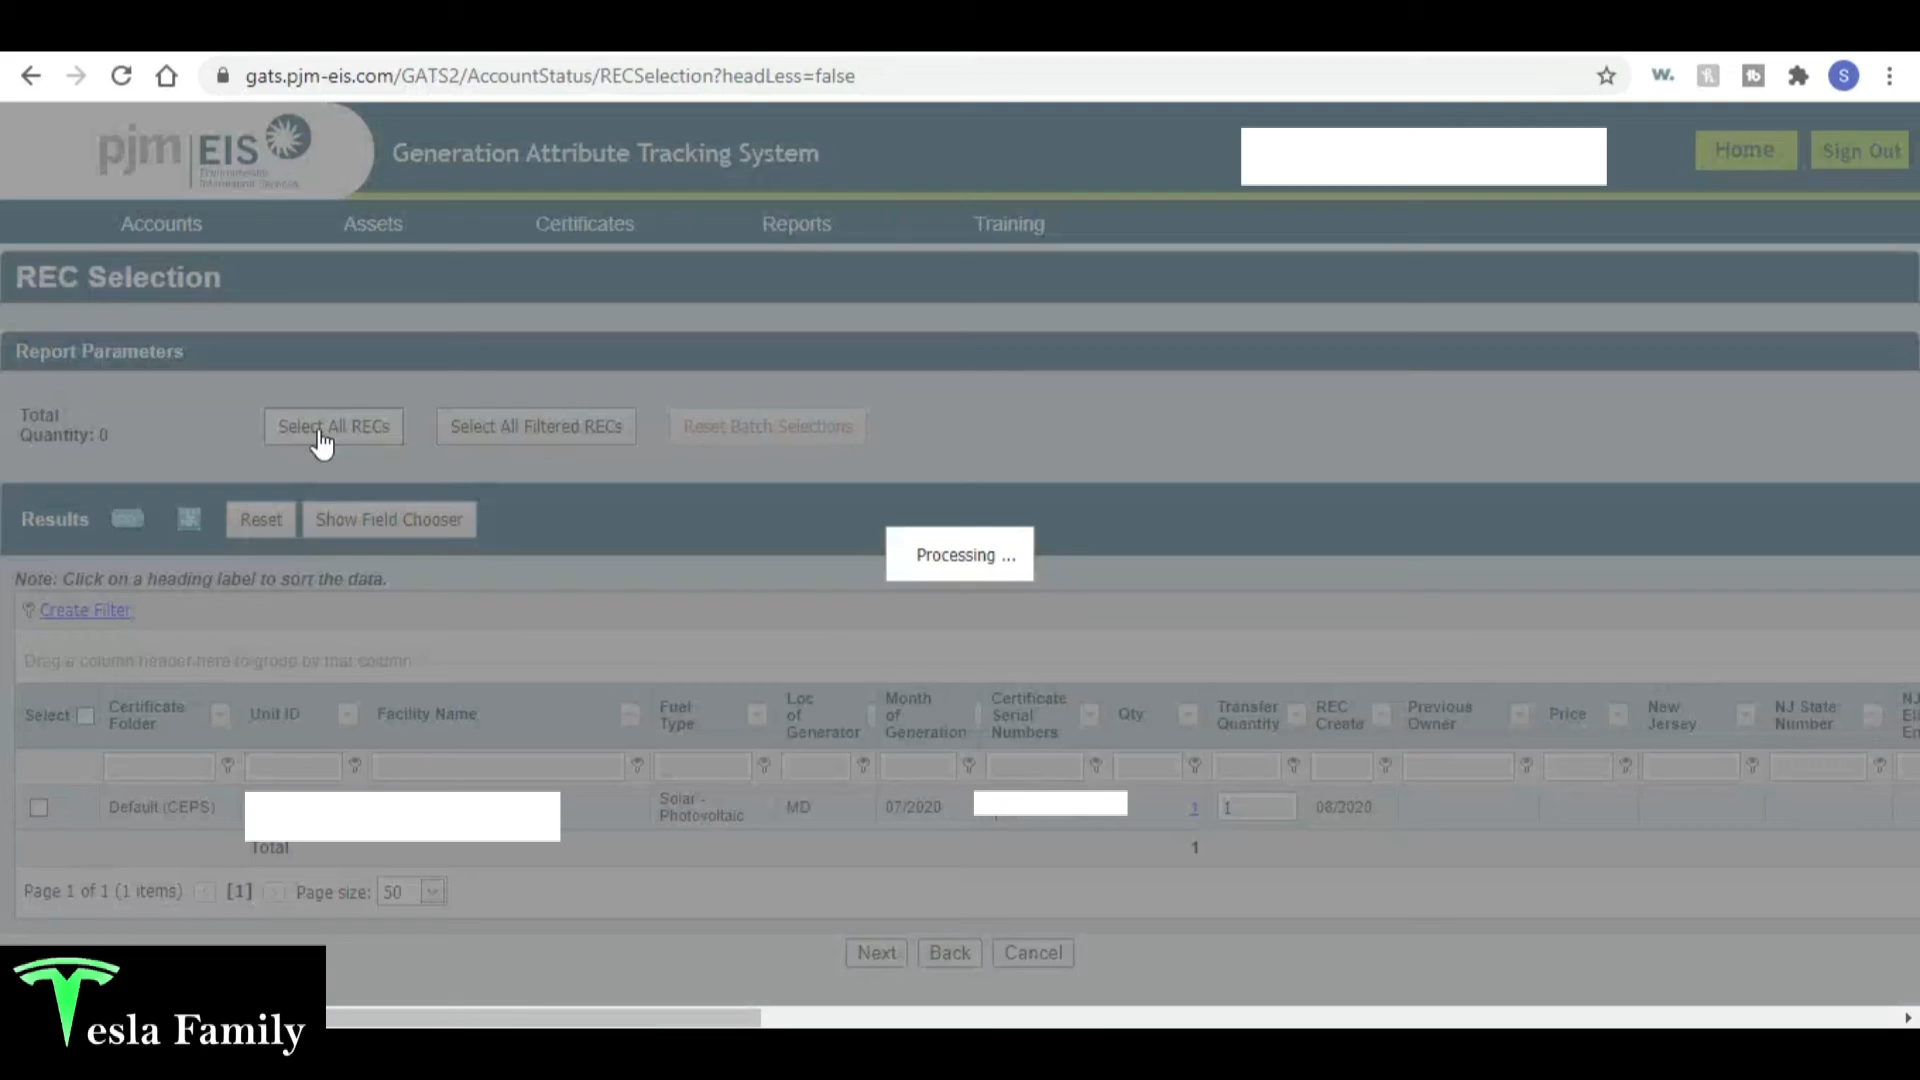 gats.pjm-eis.com/GATS2/AccountStatus/RECSelection?headLess=false
W.
S
pjm EIS
Environmental
Information Services
Generation Attribute Tracking System
Home
Sign Out
Accounts
Assets
Certificates
Reports
Training
REC Selection
Report Parameters
Total
Quantity: 0
Select All RECs
Select All Filtered RECs
Reset Batch Selections
Results
Reset
Show Field Chooser
Processing ...
Note: Click on a heading label to sort the data.
Create Filter
Drag a column header here to group by that column
Select
Certificate
Folder
Unit ID
Facility Name
Fuel
Type
Loc
of
Generator
Month
of
Generation
Certificate
Serial
Numbers
Qty
Transfer
Quantity
REC
Create
Previous
Owner
Price
New
Jersey
NJ State
Number
NJ
Default (CEPS)
Solar -
Photovoltaic
MD
07/2020
1
1
08/2020
Total
1
Page 1 of 1 (1 items)
[1]
Page size:
50
Next
Back
Cancel
Tesla Family